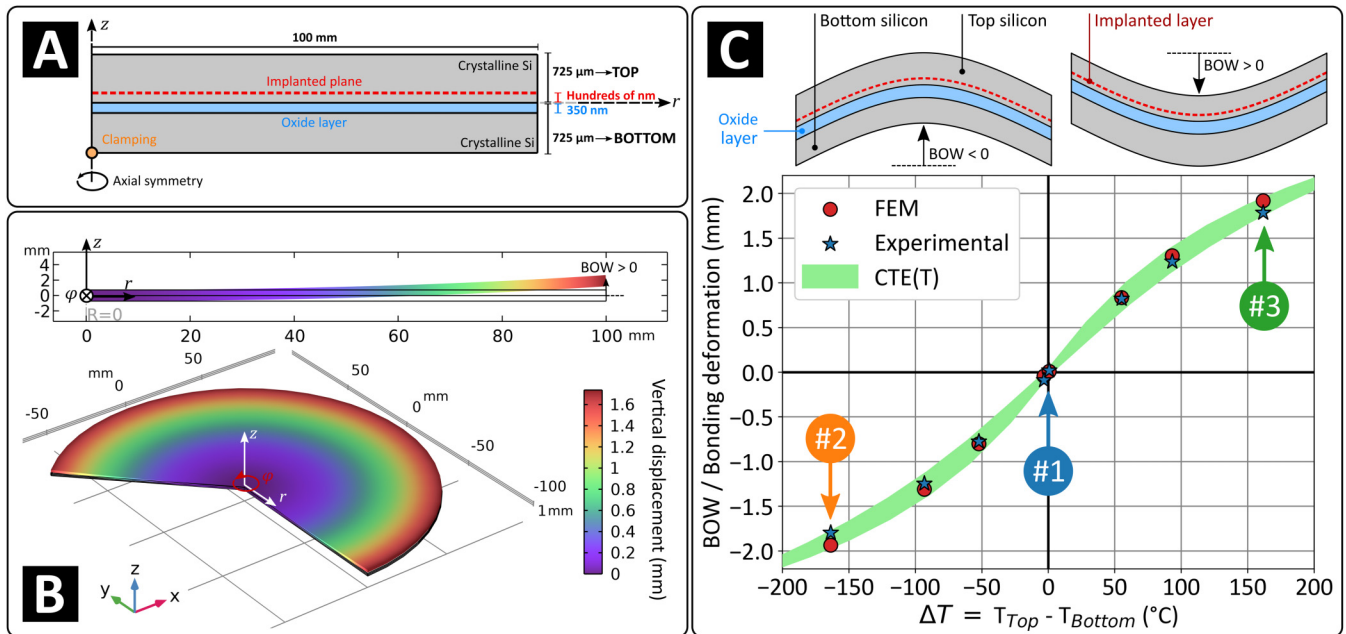 A
z
100 mm
Crystalline Si
725 µm→TOP
Implanted plane
Hundreds of nm
r
350 nm
Oxide layer
725 µm→BOTTOM
Clamping
Crystalline Si
Axial symmetry
B
mm
z
4
2
0
-2
φ
r
R=0
BOW > 0
0 20 40 60 80 100 mm
mm
50
0
-50
50
mm
0
-50
-100
1mm
z
φ
r
Vertical displacement (mm)
1.6
1.4
1.2
1
0.8
0.6
0.4
0.2
0
z
y
x
C
Bottom silicon
Top silicon
Implanted layer
BOW > 0
Oxide layer
BOW < 0
BOW / Bonding deformation (mm)
2.0
1.5
1.0
0.5
0.0
−0.5
−1.0
−1.5
−2.0
FEM
Experimental
CTE(T)
#3
#2
#1
−200 −150 −100 −50 0 50 100 150 200
ΔT = T_Top - T_Bottom (°C)